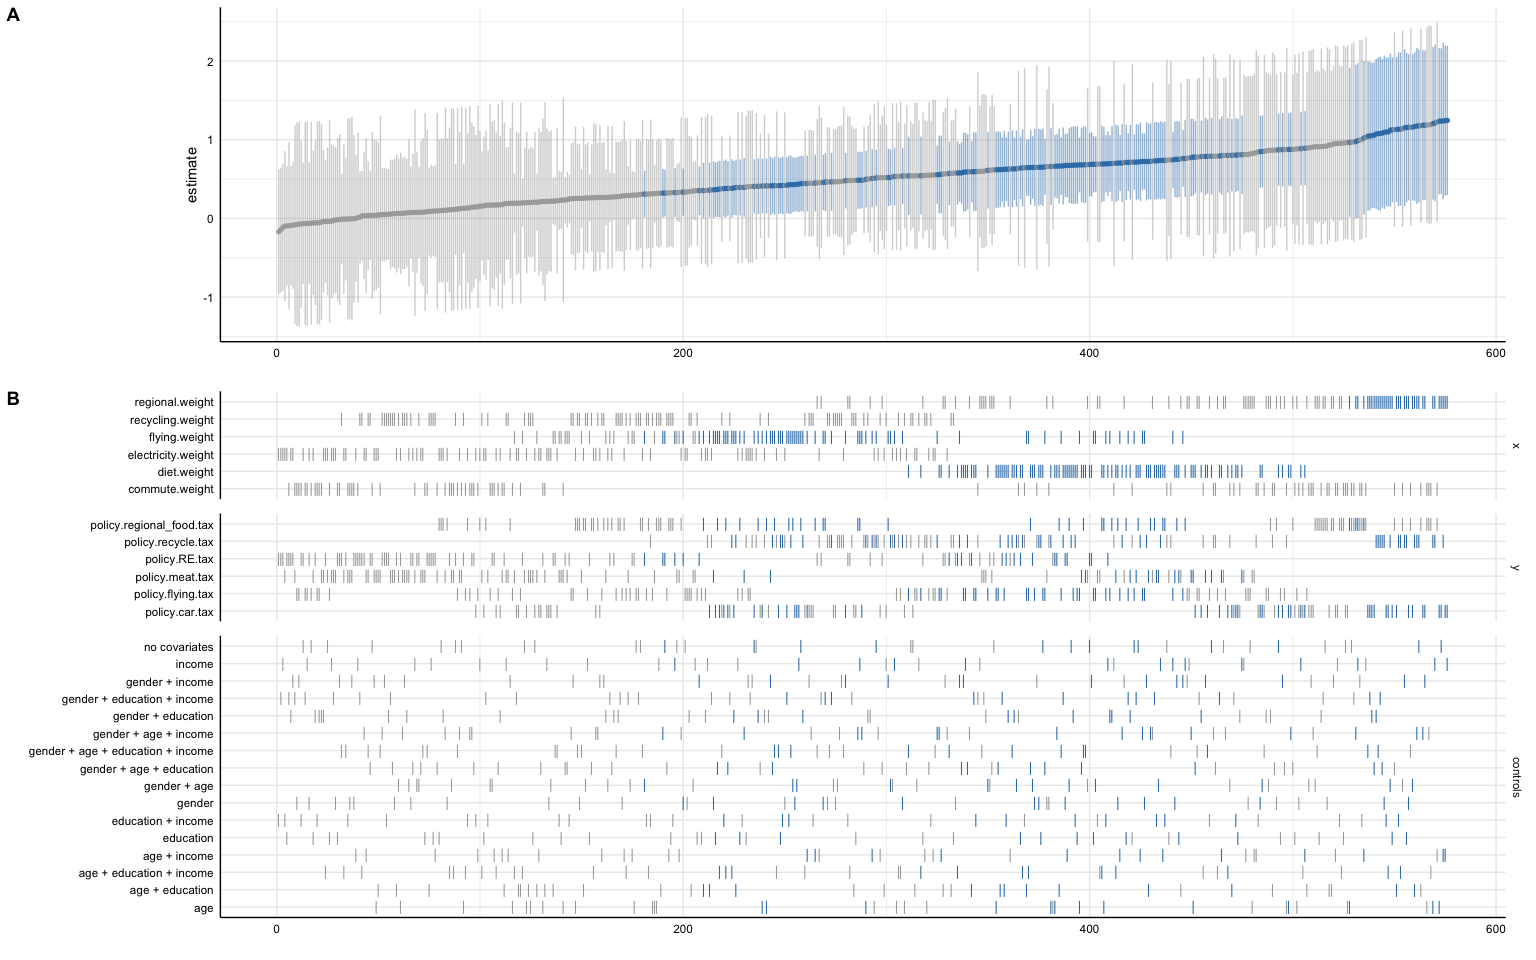 A
estimate
2
1
0
-1
0
200
400
600
B
regional.weight
recycling.weight
flying.weight
electricity.weight
diet.weight
commute.weight
x
policy.regional_food.tax
policy.recycle.tax
policy.RE.tax
policy.meat.tax
policy.flying.tax
policy.car.tax
y
no covariates
income
gender + income
gender + education + income
gender + education
gender + age + income
gender + age + education + income
gender + age + education
gender + age
gender
education + income
education
age + income
age + education + income
age + education
age
controls
0
200
400
600